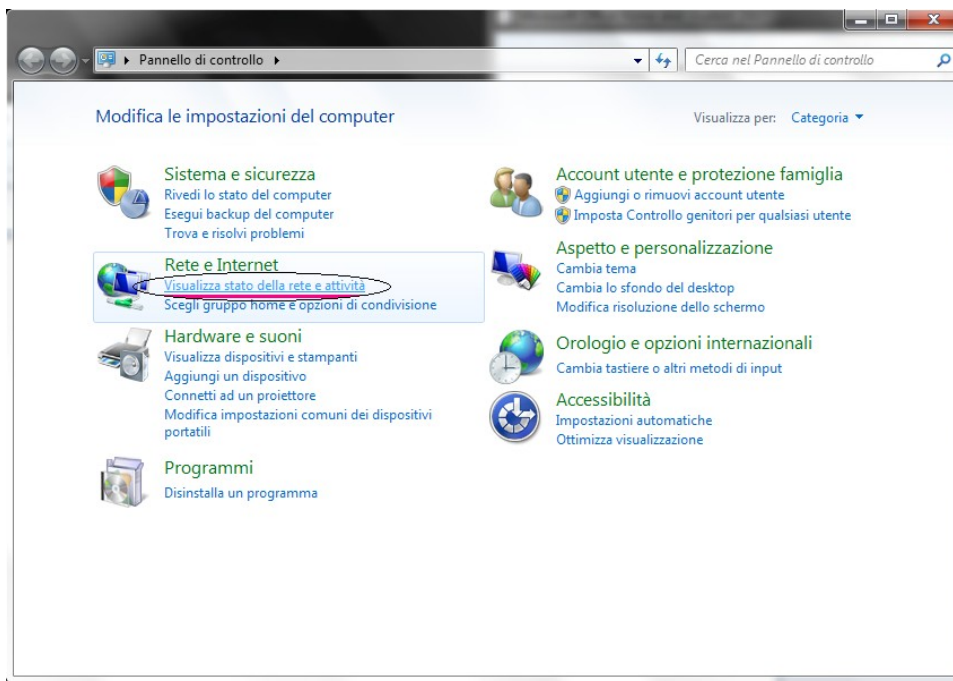 Pannello di controllo
Cerca nel Pannello di controllo
Modifica le impostazioni del computer
Visualizza per: Categoria
Sistema e sicurezza
Rivedi lo stato del computer
Esegui backup del computer
Trova e risolvi problemi
Rete e Internet
Visualizza stato della rete e attività
Scegli gruppo home e opzioni di condivisione
Hardware e suoni
Visualizza dispositivi e stampanti
Aggiungi un dispositivo
Connetti ad un proiettore
Modifica impostazioni comuni dei dispositivi
portatili
Programmi
Disinstalla un programma
Account utente e protezione famiglia
Aggiungi o rimuovi account utente
Imposta Controllo genitori per qualsiasi utente
Aspetto e personalizzazione
Cambia tema
Cambia lo sfondo del desktop
Modifica risoluzione dello schermo
Orologio e opzioni internazionali
Cambia tastiere o altri metodi di input
Accessibilità
Impostazioni automatiche
Ottimizza visualizzazione